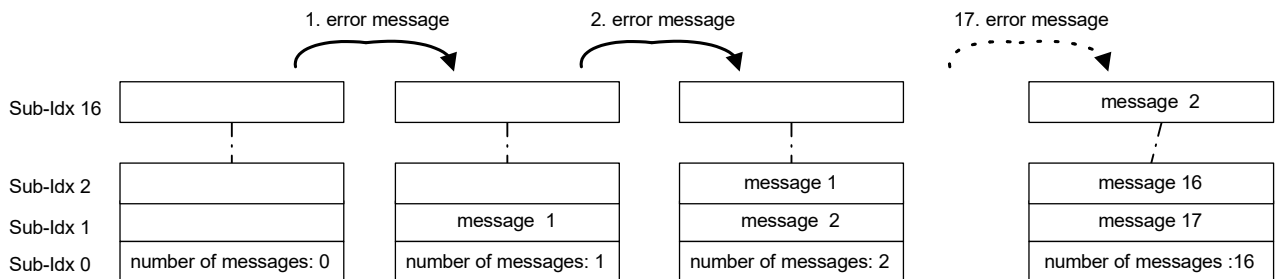 1. error message 2. error message 17. error message
Sub-Idx 16 message 2
Sub-Idx 2 message 1 message 16
Sub-Idx 1 message 1 message 2 message 17
Sub-Idx 0 number of messages: 0 number of messages: 1 number of messages: 2 number of messages :16